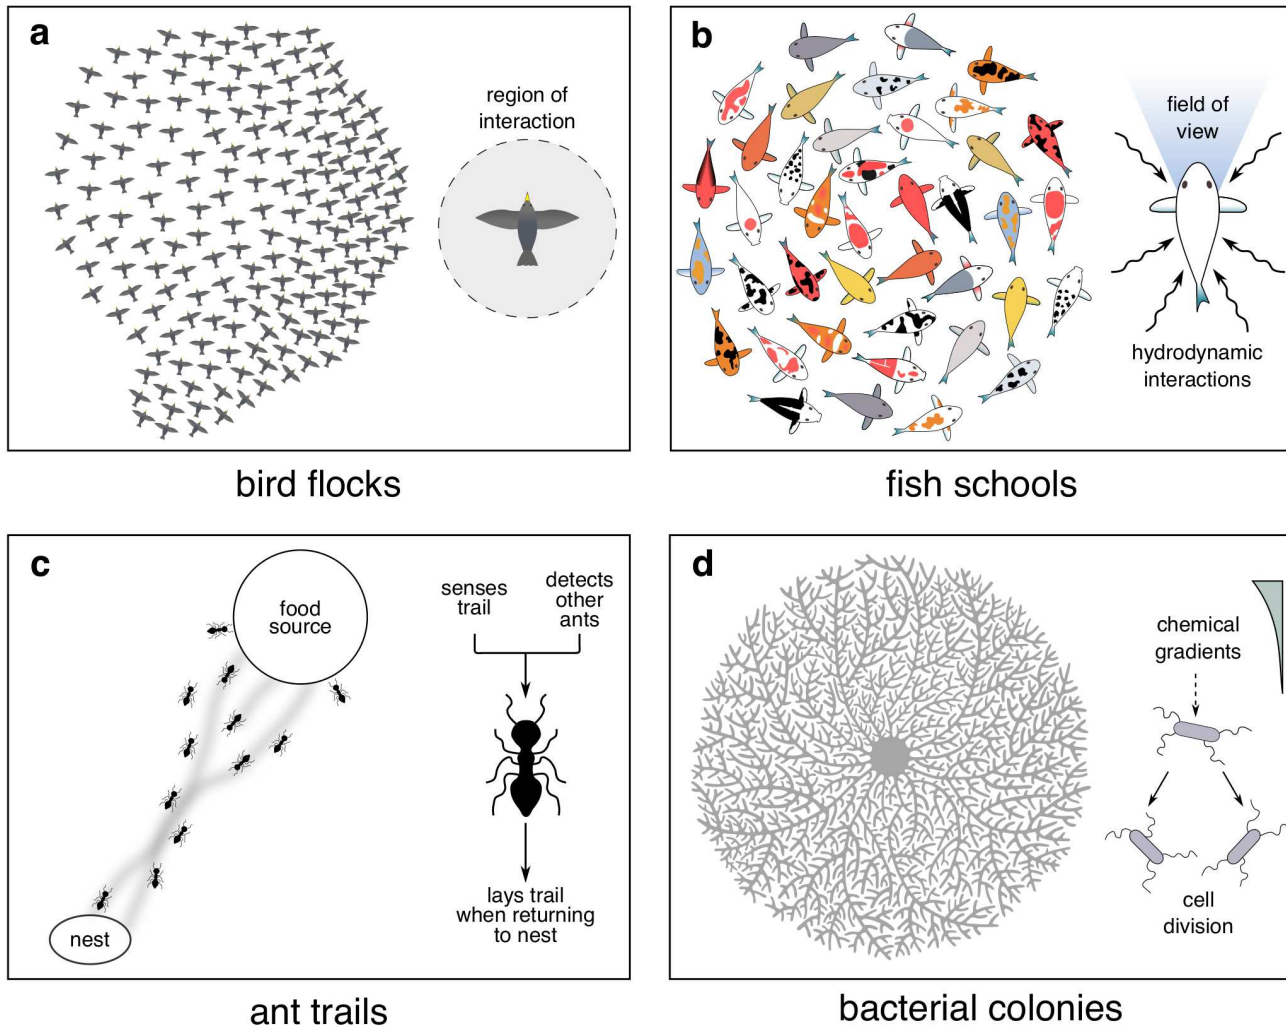 a
region of
interaction
bird flocks
b
field of
view
hydrodynamic
interactions
fish schools
c
food
source
nest
senses
trail
detects
other
ants
lays trail
when returning
to nest
ant trails
d
chemical
gradients
cell
division
bacterial colonies